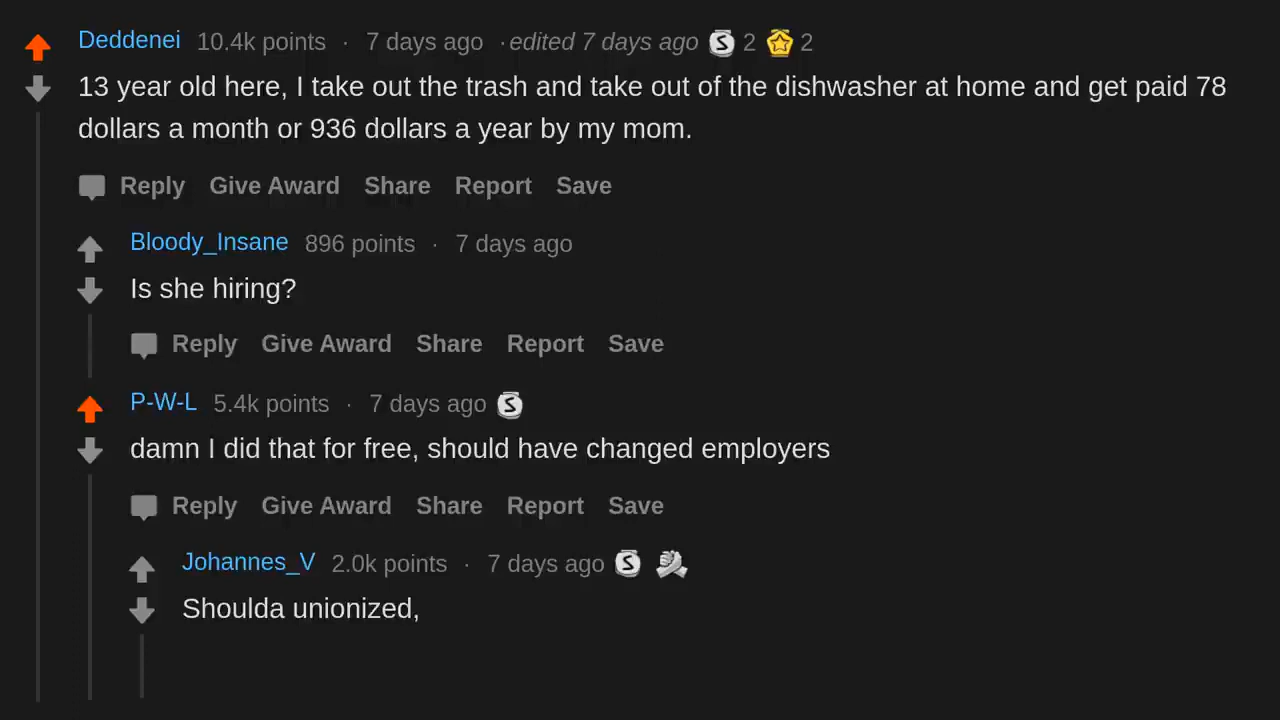 Deddenei 10.4k points · 7 days ago · edited 7 days ago S 2 2
13 year old here, I take out the trash and take out of the dishwasher at home and get paid 78
dollars a month or 936 dollars a year by my mom.
Reply Give Award Share Report Save
Bloody_Insane 896 points · 7 days ago
Is she hiring?
Reply Give Award Share Report Save
P-W-L 5.4k points · 7 days ago S
damn I did that for free, should have changed employers
Reply Give Award Share Report Save
Johannes_V 2.0k points · 7 days ago S
Shoulda unionized,